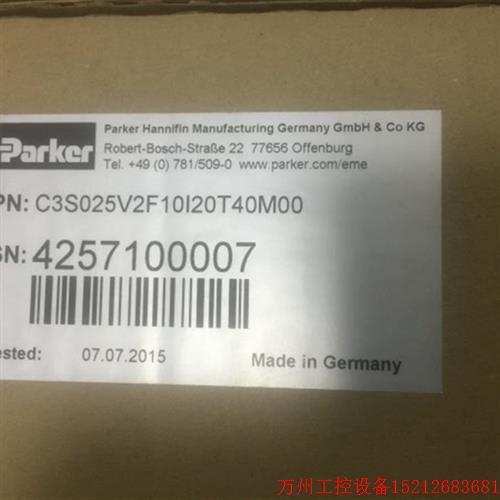 Parker
Parker Hannifin Manufacturing Germany GmbH & Co KG
Robert-Bosch-Straße 22 77656 Offenburg
Tel. +49 (0) 781/509-0 www.parker.com/eme
PN: C3S025V2F10I20T40M00
SN: 4257100007
ested: 07.07.2015
Made in Germany
万州工控设备15212683681